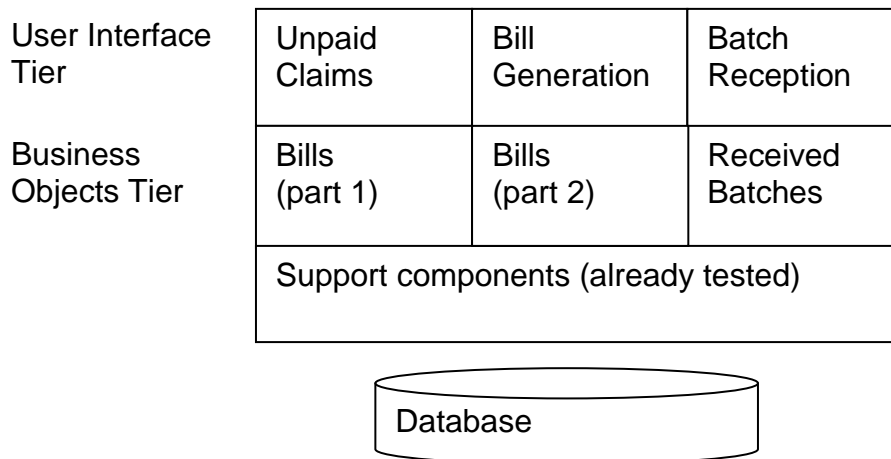 User Interface
Tier
Unpaid
Claims
Bill
Generation
Batch
Reception
Business
Objects Tier
Bills
(part 1)
Bills
(part 2)
Received
Batches
Support components (already tested)
Database